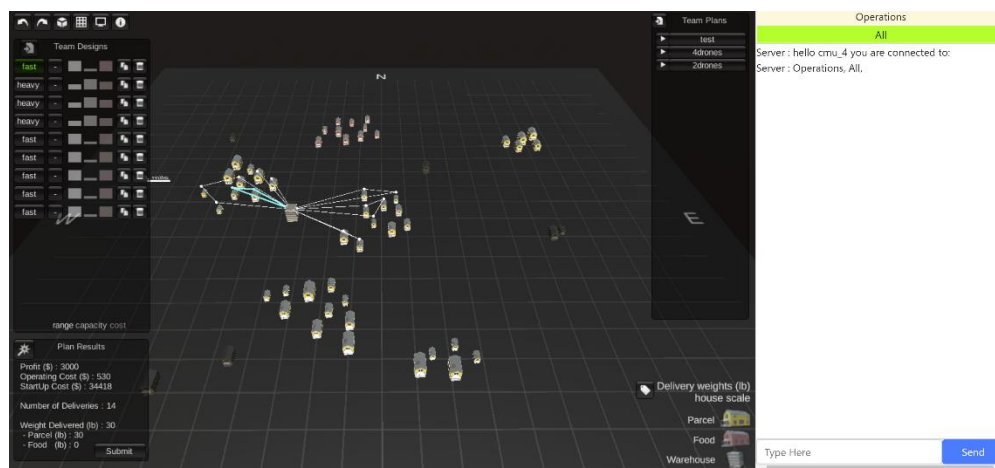 Team Designs
fast -
heavy -
heavy -
heavy -
fast -
fast -
fast -
fast -
fast -
range capacity cost
Plan Results
Profit ($) : 3000
Operating Cost ($) : 530
StartUp Cost ($) : 34418
Number of Deliveries : 14
Weight Delivered (lb) : 30
- Parcel (lb) : 30
- Food (lb) : 0
Submit
N
W
E
Team Plans
test
4drones
2drones
Delivery weights (lb)
house scale
Parcel
Food
Warehouse
Operations
All
Server : hello cmu_4 you are connected to:
Server : Operations, All,
Type Here
Send